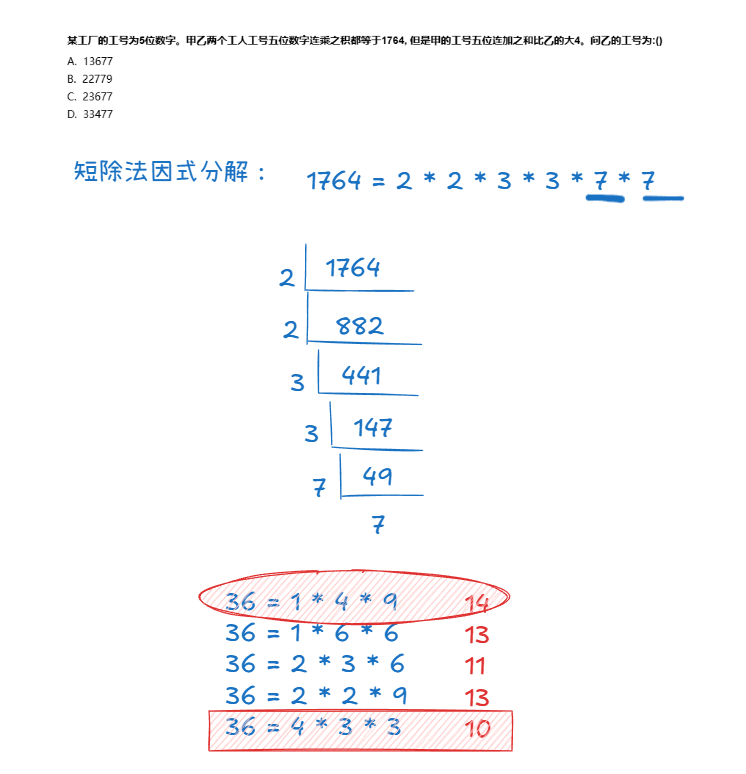 某工厂的工号为5位数字。甲乙两个工人工号五位数字连乘之积都等于1764, 但是甲的工号五位连加之和比乙的大4。问乙的工号为:()
A. 13677
B. 22779
C. 23677
D. 33477
短除法因式分解： 1764 = 2 * 2 * 3 * 3 * 7 * 7
2 1764
2 882
3 441
3 147
7 49
7
36 = 1 * 4 * 9 14
36 = 1 * 6 * 6 13
36 = 2 * 3 * 6 11
36 = 2 * 2 * 9 13
36 = 4 * 3 * 3 10